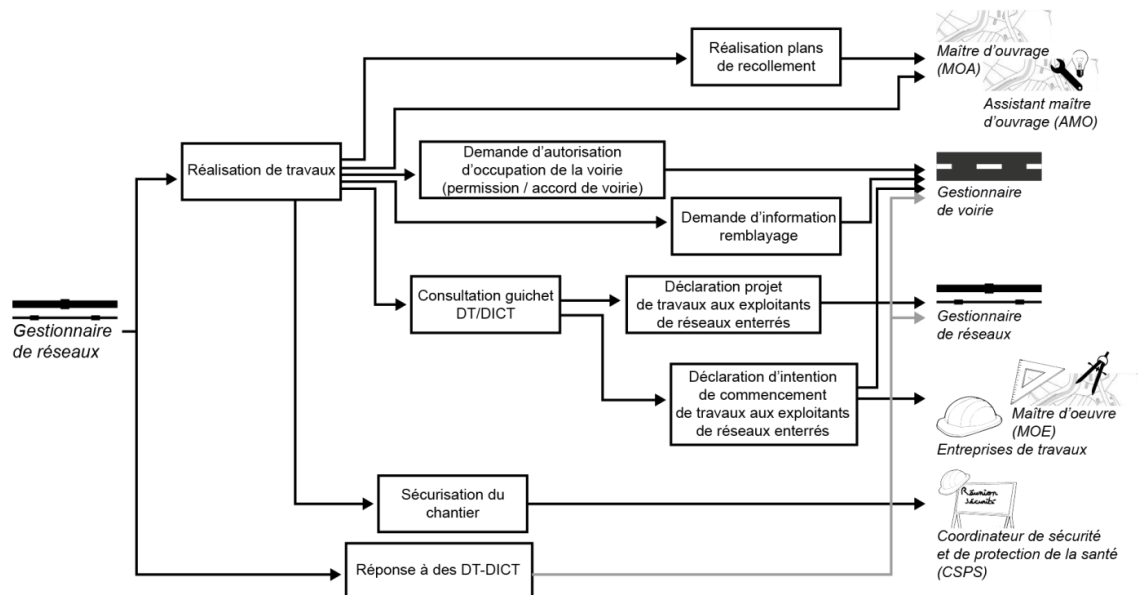 Réalisation plans
de recollement
Maître d'ouvrage
(MOA)
Assistant maître
d'ouvrage (AMO)
Réalisation de travaux
Demande d'autorisation
d'occupation de la voirie
(permission / accord de voirie)
Gestionnaire
de voirie
Demande d'information
remblayage
Gestionnaire
de réseaux
Consultation guichet
DT/DICT
Déclaration projet
de travaux aux exploitants
de réseaux enterrés
Gestionnaire
de réseaux
Déclaration d'intention
de commencement
de travaux aux exploitants
de réseaux enterrés
Maître d'oeuvre
(MOE)
Entreprises de travaux
Sécurisation du
chantier
Réunion
Sécurité
Coordinateur de sécurité
et de protection de la santé
(CSPS)
Réponse à des DT-DICT